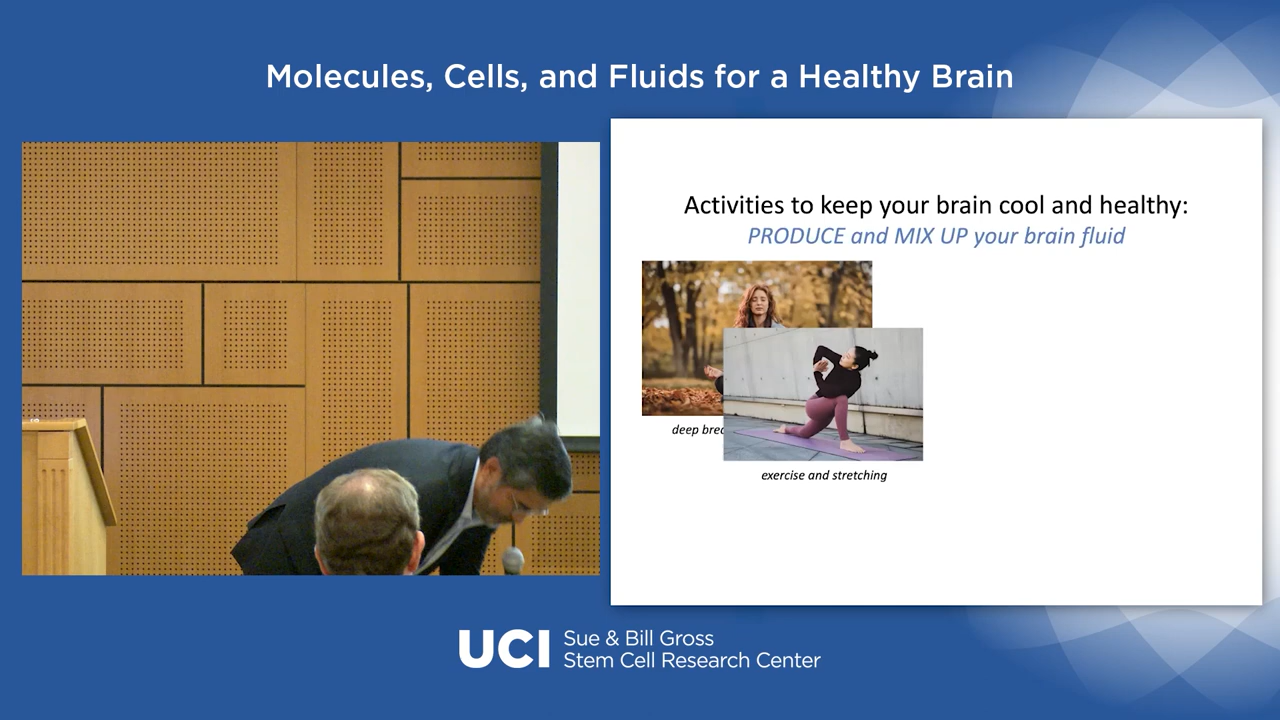 Molecules, Cells, and Fluids for a Healthy Brain
Activities to keep your brain cool and healthy:
PRODUCE and MIX UP your brain fluid
deep
exercise and stretching
UCI
Sue & Bill Gross
Stem Cell Research Center